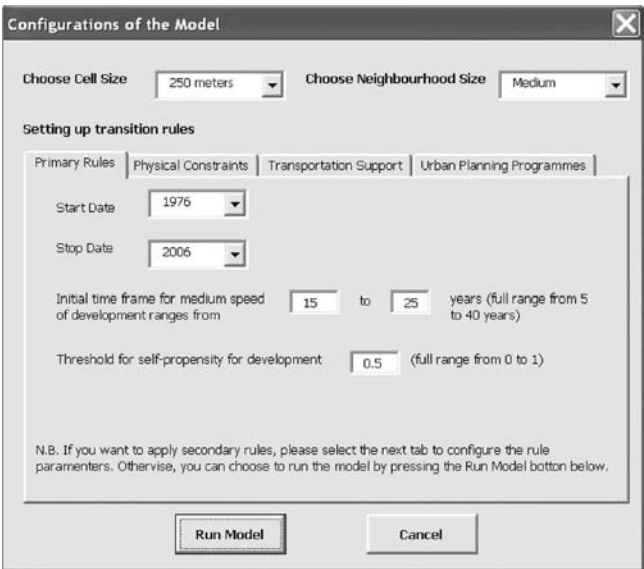 Configurations of the Model
Choose Cell Size 250 meters Choose Neighbourhood Size Medium
Setting up transition rules
Primary Rules Physical Constraints Transportation Support Urban Planning Programmes
Start Date 1976
Stop Date 2006
Initial time frame for medium speed 15 to 25 years (full range from 5
of development ranges from to 40 years)
Threshold for self-propensity for development 0.5 (full range from 0 to 1)
N.B. If you want to apply secondary rules, please select the next tab to configure the rule
paramenters. Othervise, you can choose to run the model by pressing the Run Model botton below.
Run Model Cancel